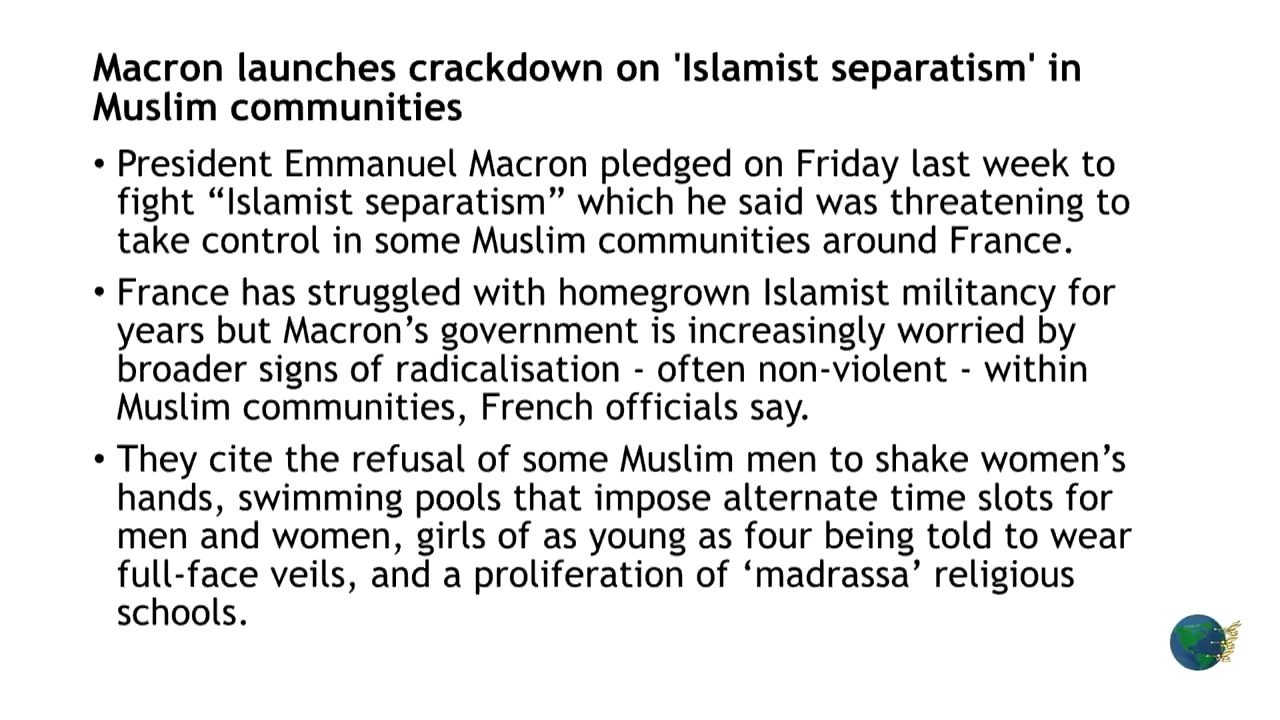 Macron launches crackdown on 'Islamist separatism' in
Muslim communities
• President Emmanuel Macron pledged on Friday last week to
fight “Islamist separatism” which he said was threatening to
take control in some Muslim communities around France.
• France has struggled with homegrown Islamist militancy for
years but Macron’s government is increasingly worried by
broader signs of radicalisation - often non-violent - within
Muslim communities, French officials say.
• They cite the refusal of some Muslim men to shake women’s
hands, swimming pools that impose alternate time slots for
men and women, girls of as young as four being told to wear
full-face veils, and a proliferation of ‘madrassa’ religious
schools.